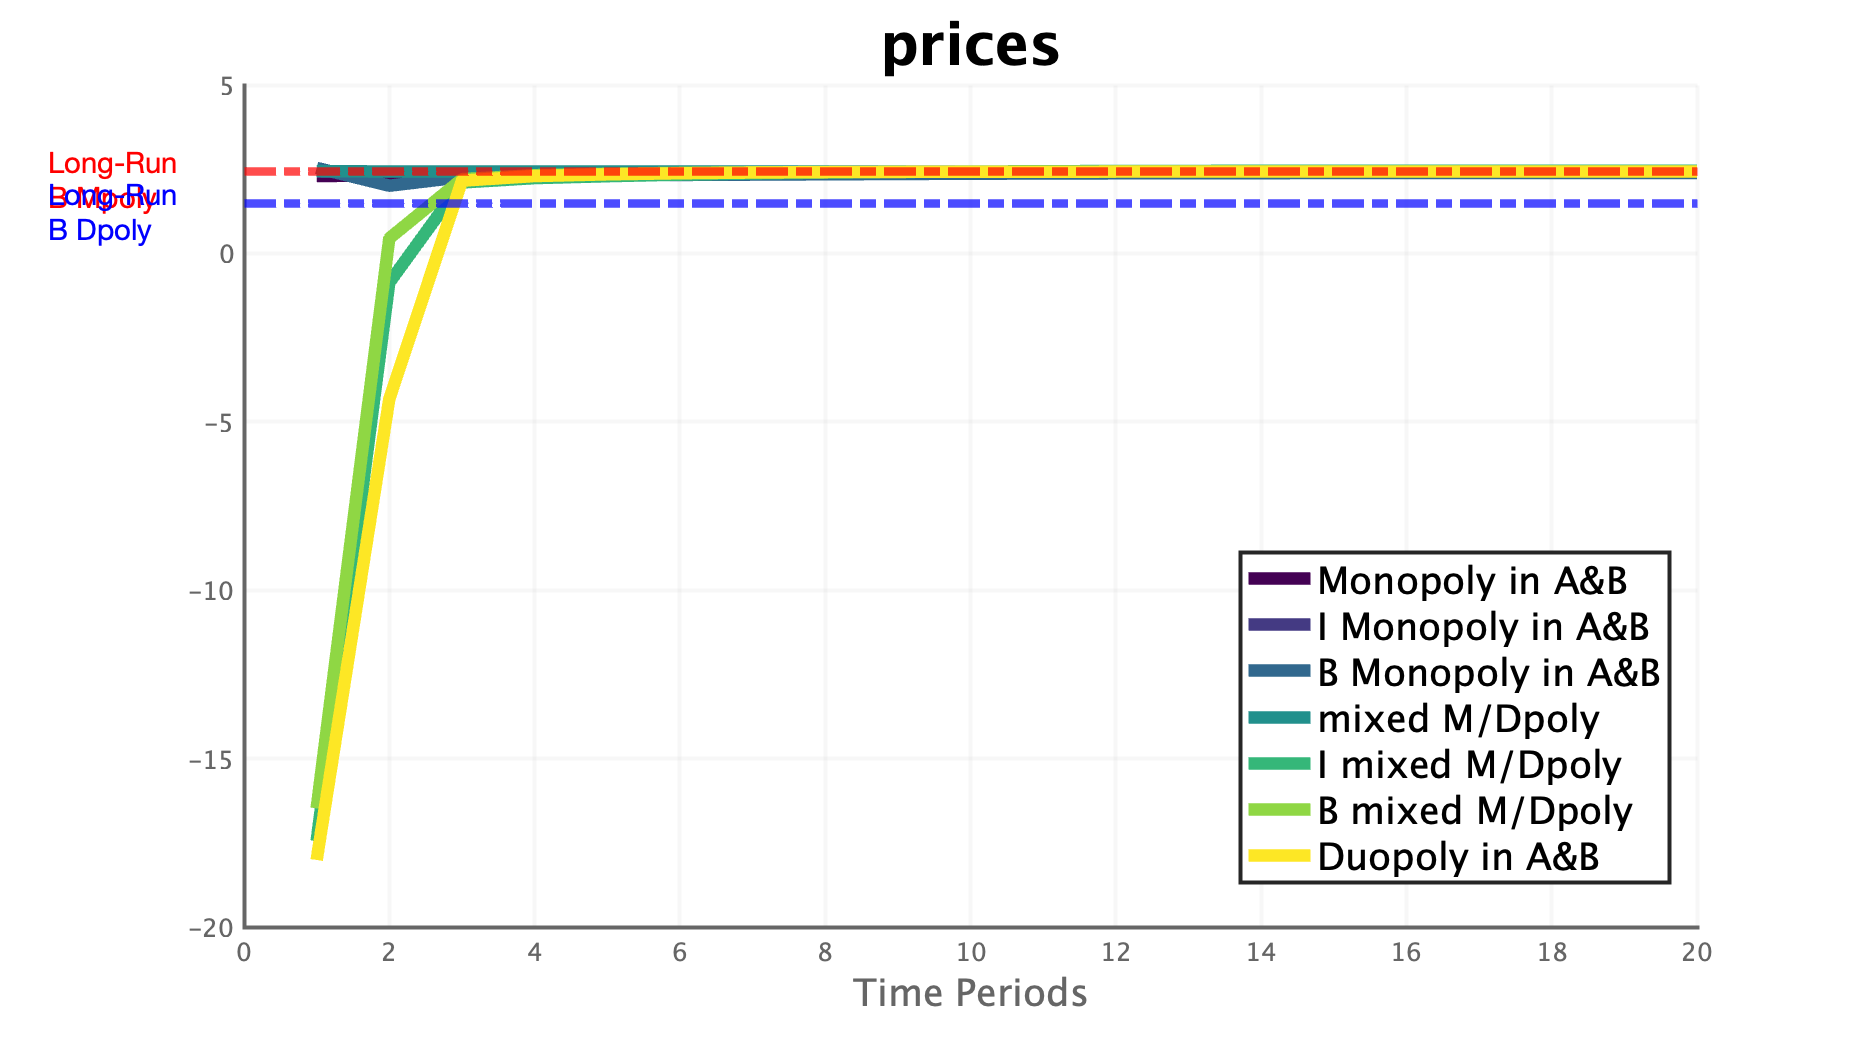 prices
5
0
−5
−10
−15
−20
Long-Run
B Mpoly
Long-Run
B Dpoly
Monopoly in A&B
I Monopoly in A&B
B Monopoly in A&B
mixed M/Dpoly
I mixed M/Dpoly
B mixed M/Dpoly
Duopoly in A&B
0 2 4 6 8 10 12 14 16 18 20
Time Periods